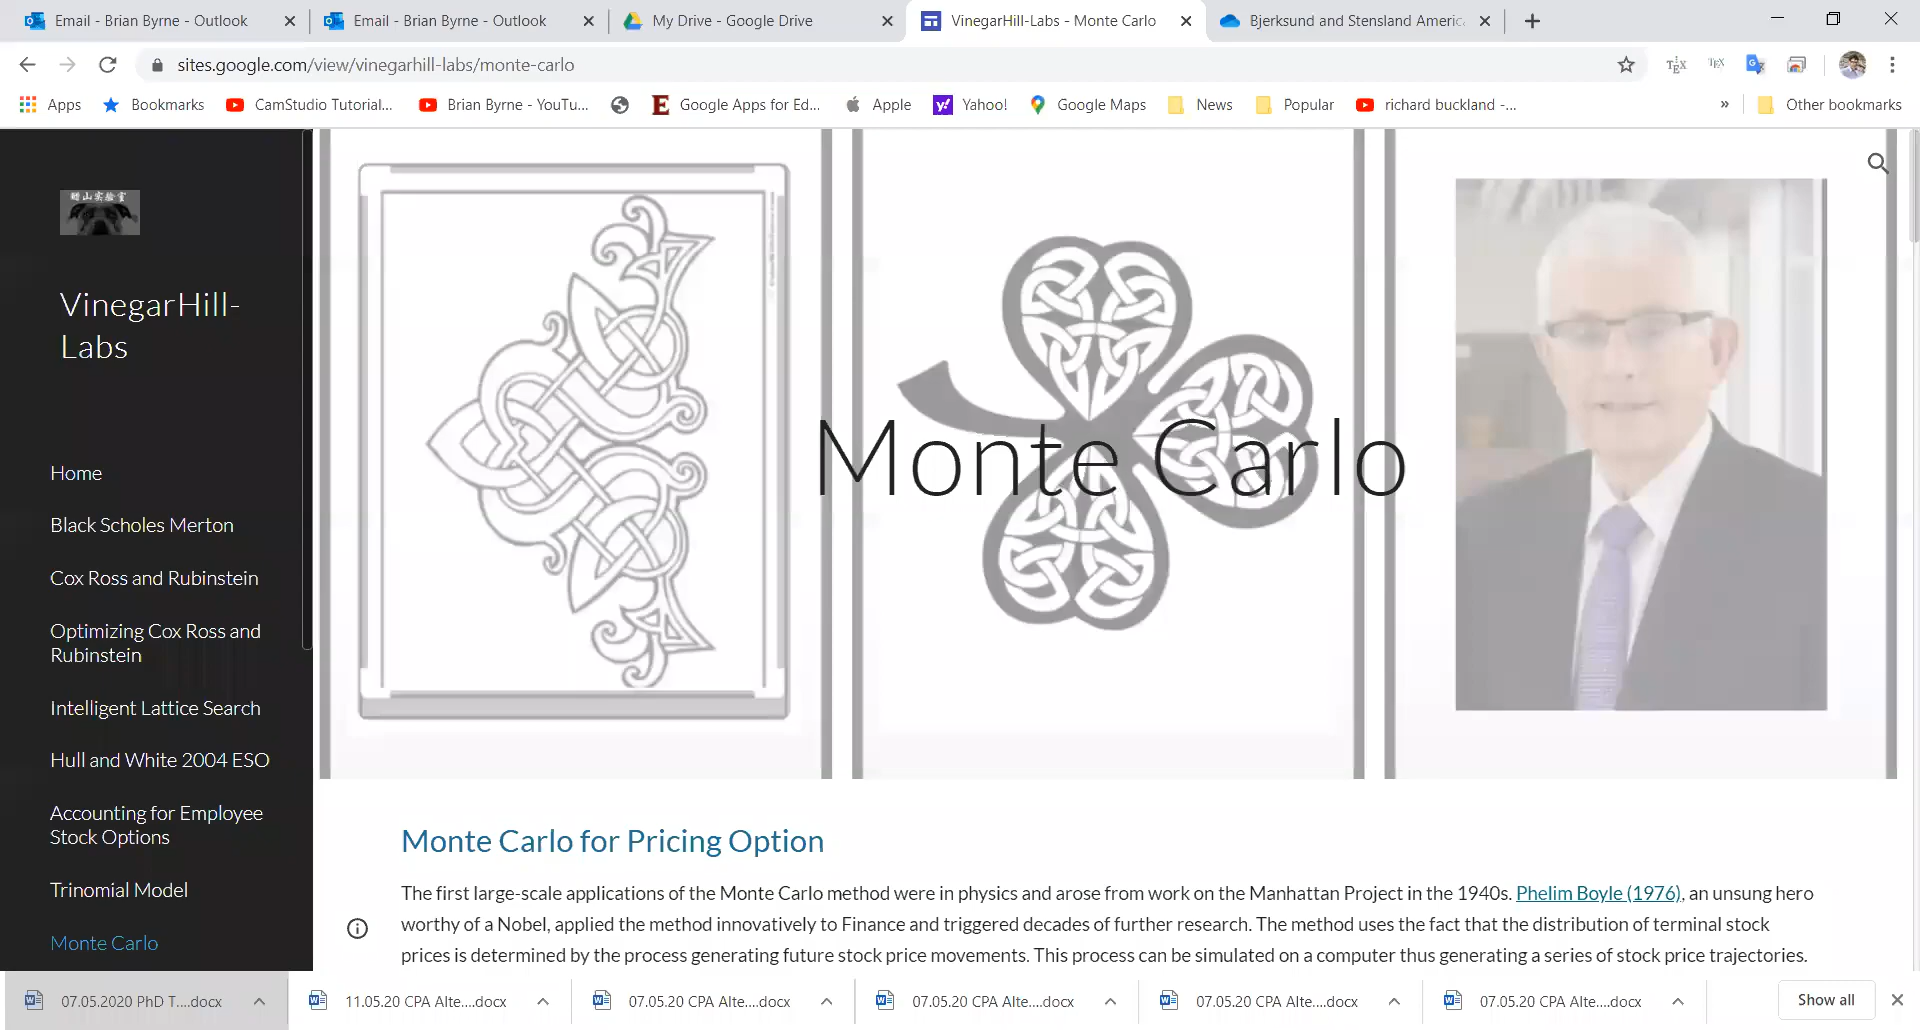 Email - Brian Byrne - Outlook
Email - Brian Byrne - Outlook
My Drive - Google Drive
VinegarHill-Labs - Monte Carlo
Bjerksund and Stensland Americ
sites.google.com/view/vinegarhill-labs/monte-carlo
Apps
Bookmarks
CamStudio Tutorial...
Brian Byrne - YouTu...
Google Apps for Ed...
Apple
Yahoo!
Google Maps
News
Popular
richard buckland -...
»
Other bookmarks
醋山实验室
VinegarHill-
Labs
Home
Black Scholes Merton
Cox Ross and Rubinstein
Optimizing Cox Ross and
Rubinstein
Intelligent Lattice Search
Hull and White 2004 ESO
Accounting for Employee
Stock Options
Trinomial Model
Monte Carlo
Monte Carlo
Monte Carlo for Pricing Option
The first large-scale applications of the Monte Carlo method were in physics and arose from work on the Manhattan Project in the 1940s. Phelim Boyle (1976), an unsung hero
worthy of a Nobel, applied the method innovatively to Finance and triggered decades of further research. The method uses the fact that the distribution of terminal stock
prices is determined by the process generating future stock price movements. This process can be simulated on a computer thus generating a series of stock price trajectories.
07.05.2020 PhD T....docx
11.05.20 CPA Alte....docx
07.05.20 CPA Alte....docx
07.05.20 CPA Alte....docx
07.05.20 CPA Alte....docx
07.05.20 CPA Alte....docx
Show all